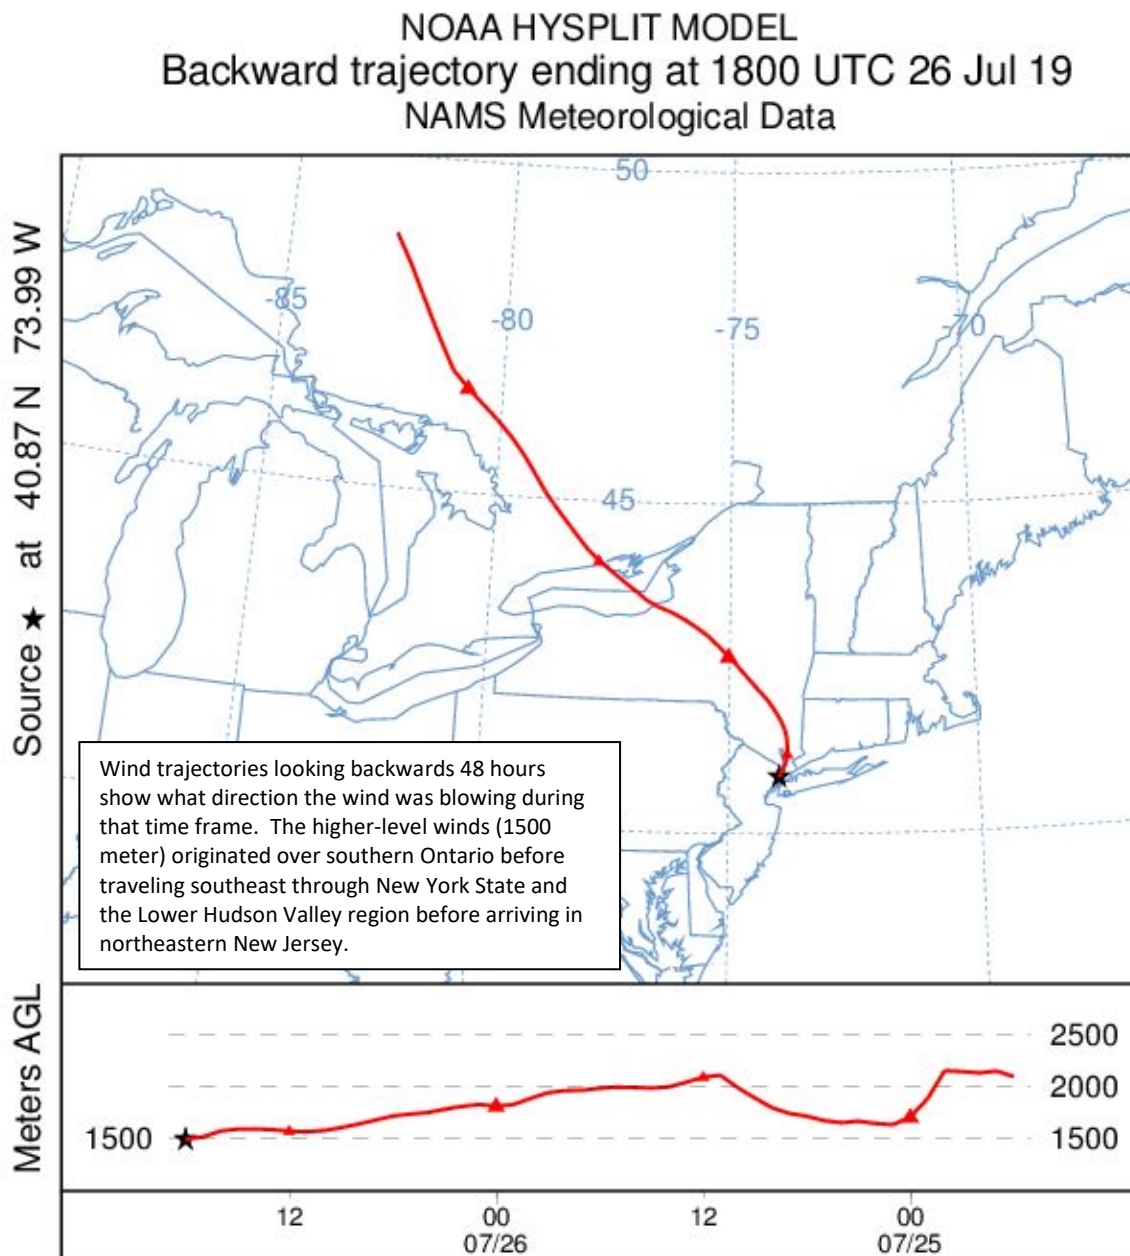 NOAA HYSPLIT MODEL
Backward trajectory ending at 1800 UTC 26 Jul 19
NAMS Meteorological Data
Source ★ at 40.87 N 73.99 W
50
-85
-80
-75
-70
45
Wind trajectories looking backwards 48 hours
show what direction the wind was blowing during
that time frame. The higher-level winds (1500
meter) originated over southern Ontario before
traveling southeast through New York State and
the Lower Hudson Valley region before arriving in
northeastern New Jersey.
Meters AGL
2500
2000
1500
1500
12
00
12
00
07/26
07/25